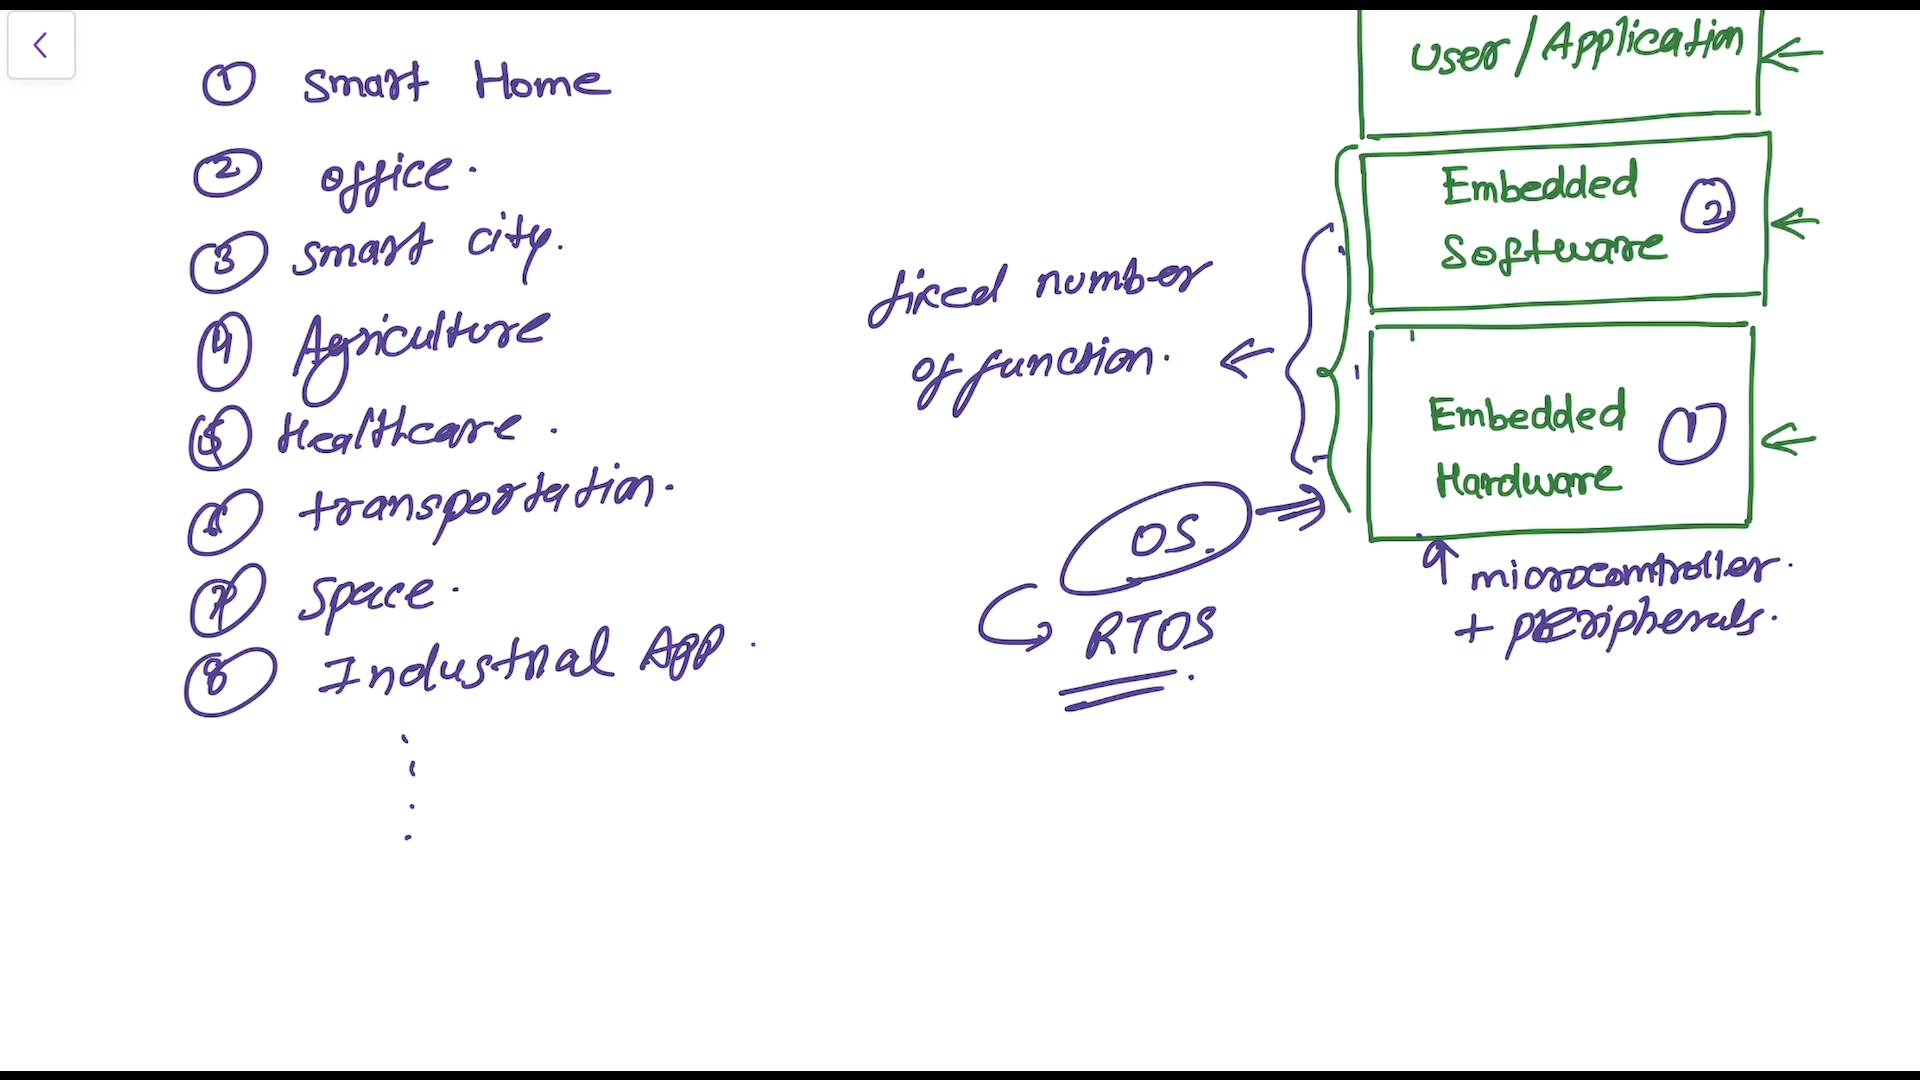 ① Smart Home
② office.
③ Smart city.
④ Agriculture
⑤ Healthcare.
⑥ transportation.
⑦ Space.
⑧ Industrial App.
User/Application
Embedded
Software ②
fixed number
of function.
Embedded ①
Hardware
OS.
RTOS
microcontroller.
+ peripherals.